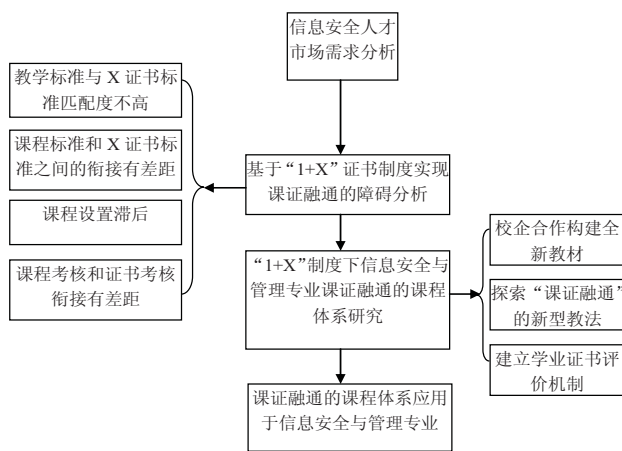 信息安全人才
市场需求分析
教学标准与 X 证书标
准匹配度不高
课程标准和 X 证书标
准之间的衔接有差距
课程设置滞后
课程考核和证书考核
衔接有差距
基于“1+X”证书制度实现
课证融通的障碍分析
“1+X”制度下信息安全与
管理专业课证融通的课程
体系研究
校企合作构建全
新教材
探索“课证融通”
的新型教法
建立学业证书评
价机制
课证融通的课程体系应用
于信息安全与管理专业